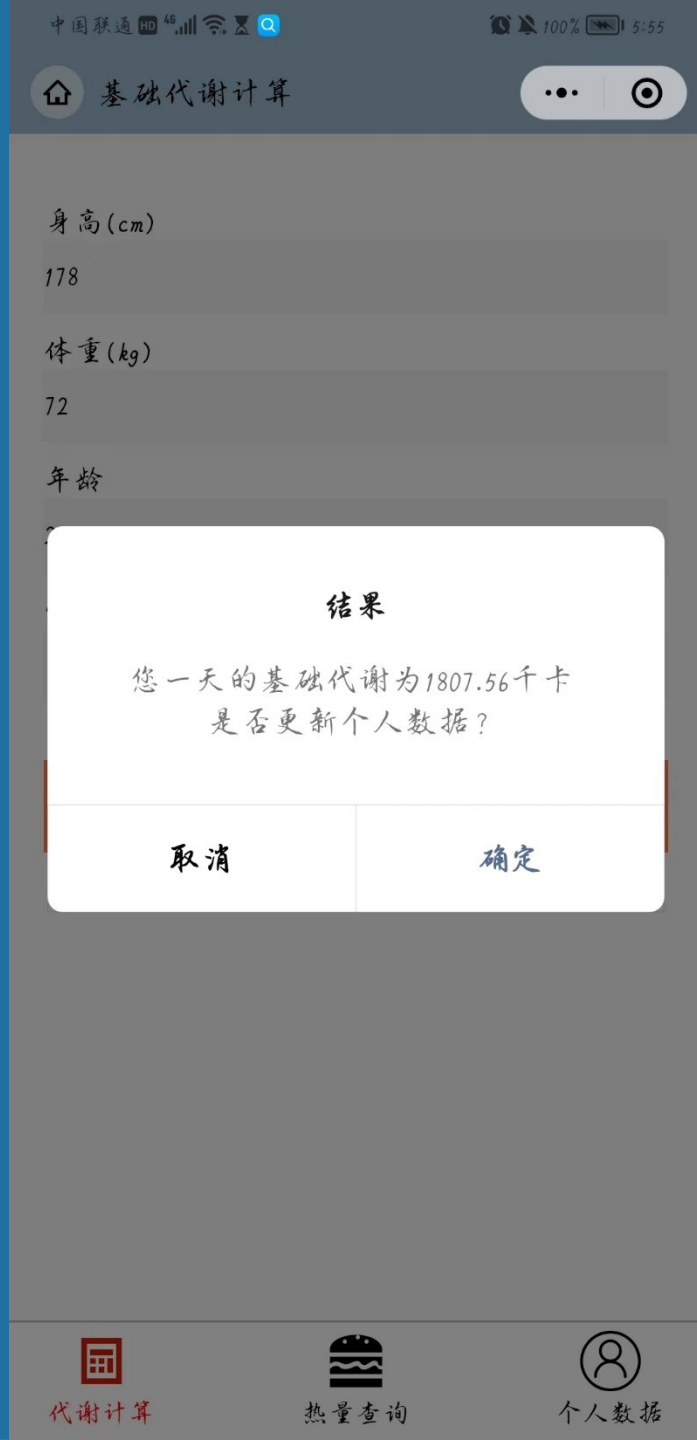 中国联通 HD 4G 100% 5:55
基础代谢计算
身高(cm)
178
体重(kg)
72
年龄
结果
您一天的基础代谢为1807.56千卡
是否更新个人数据?
取消 确定
代谢计算 热量查询 个人数据